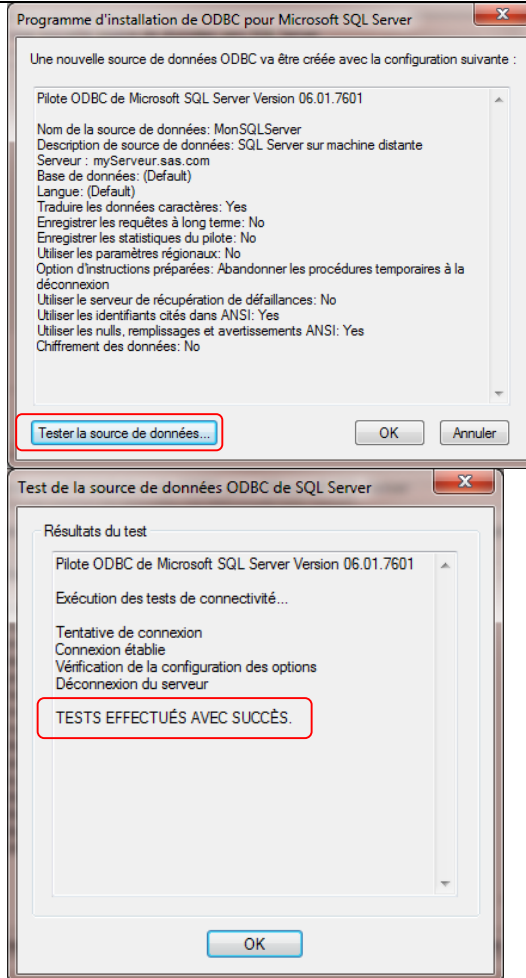 Programme d'installation de ODBC pour Microsoft SQL Server
Une nouvelle source de données ODBC va être créée avec la configuration suivante :
Pilote ODBC de Microsoft SQL Server Version 06.01.7601
Nom de la source de données: MonSQLServer
Description de source de données: SQL Server sur machine distante
Serveur : myServeur.sas.com
Base de données: (Default)
Langue: (Default)
Traduire les données caractères: Yes
Enregistrer les requêtes à long terme: No
Enregistrer les statistiques du pilote: No
Utiliser les paramètres régionaux: No
Option d'instructions préparées: Abandonner les procédures temporaires à la
déconnexion
Utiliser le serveur de récupération de défaillances: No
Utiliser les identifiants cités dans ANSI: Yes
Utiliser les nulls, remplissages et avertissements ANSI: Yes
Chiffrement des données: No
Tester la source de données...
OK
Annuler
Test de la source de données ODBC de SQL Server
Résultats du test
Pilote ODBC de Microsoft SQL Server Version 06.01.7601
Exécution des tests de connectivité...
Tentative de connexion
Connexion établie
Vérification de la configuration des options
Déconnexion du serveur
TESTS EFFECTUÉS AVEC SUCCÈS.
OK